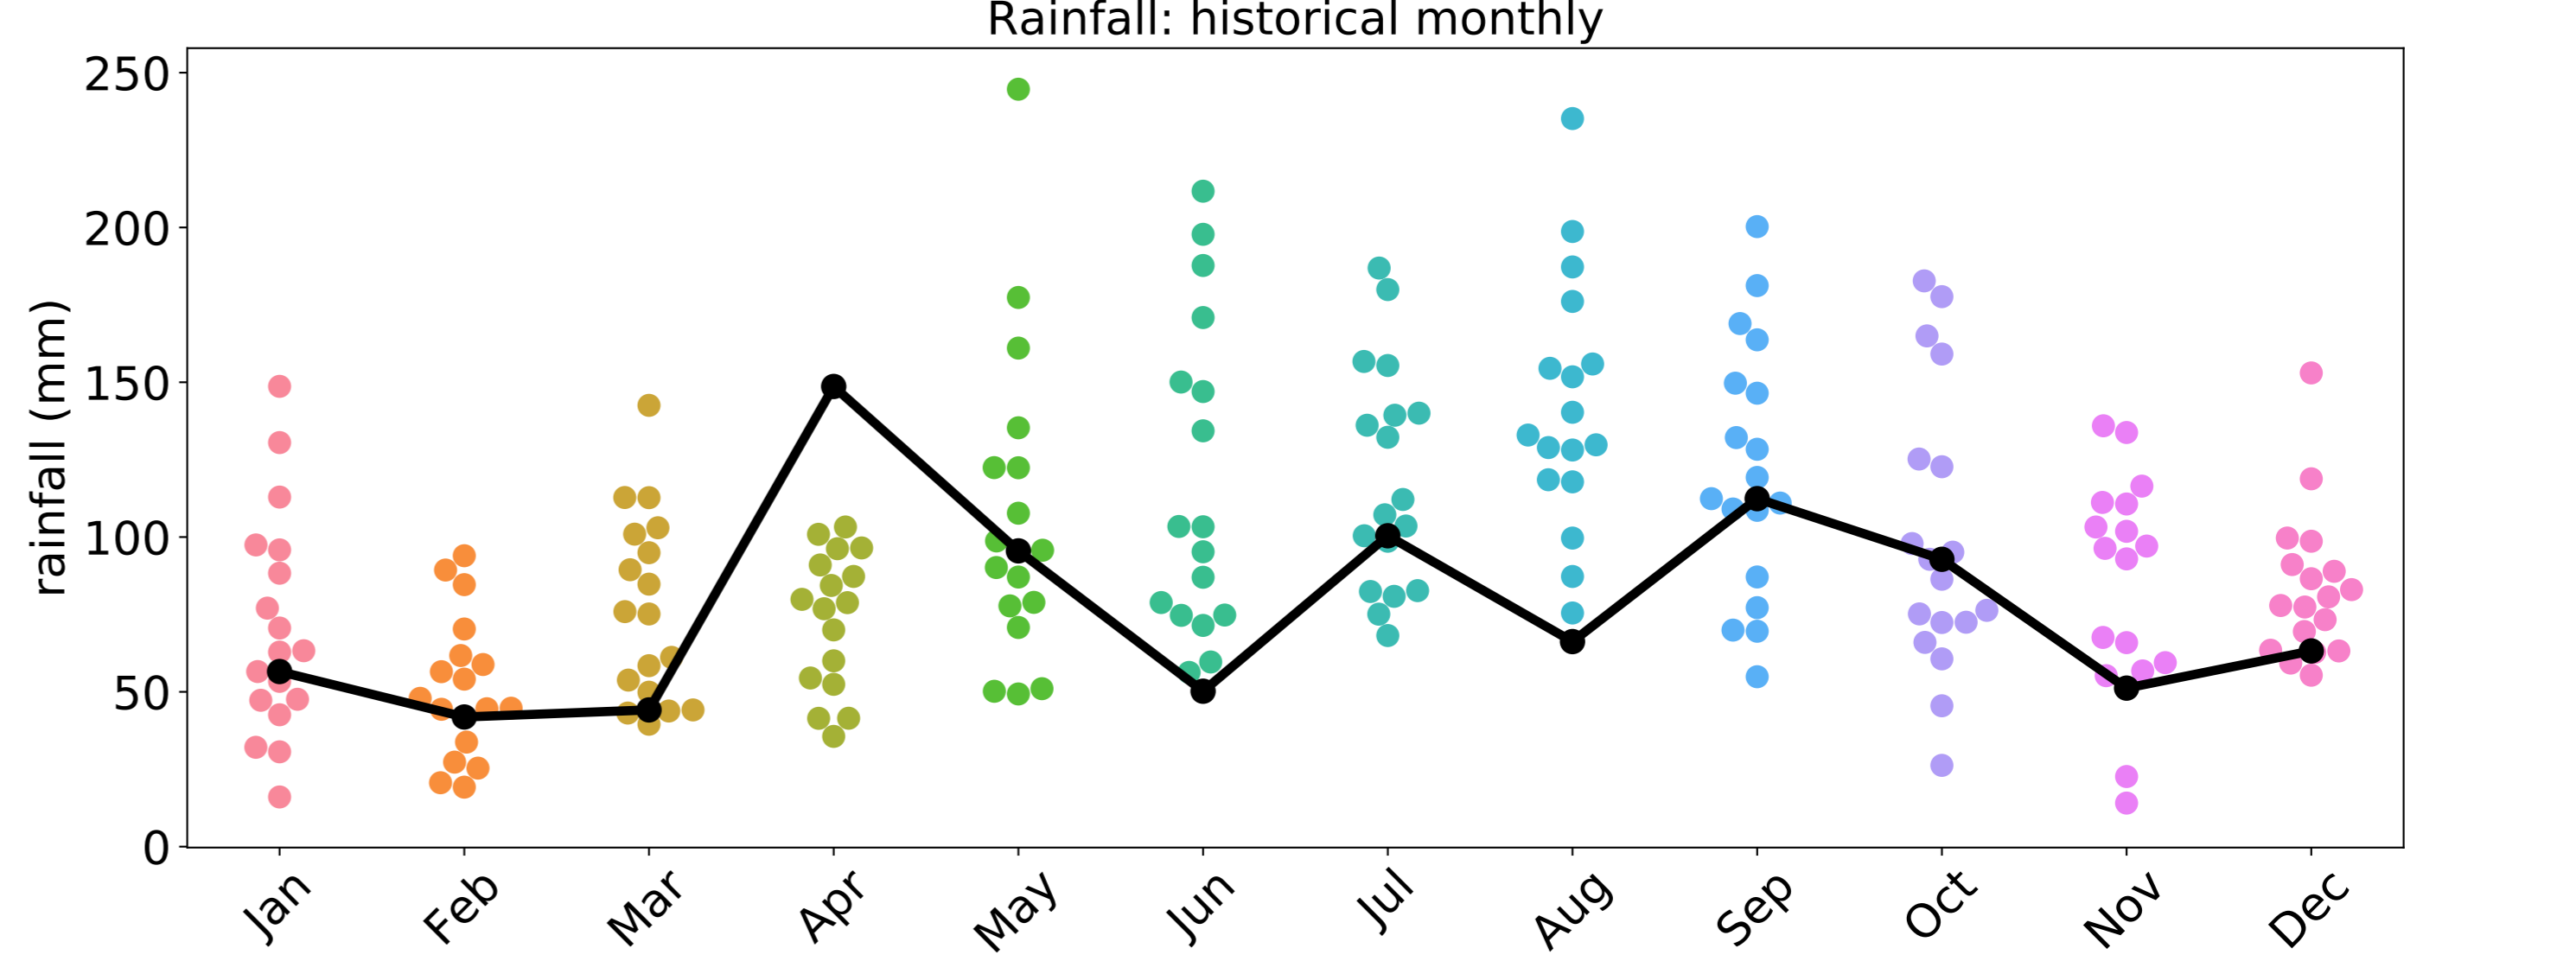 Rainfall: historical monthly
rainfall (mm)
250
200
150
100
50
0
Jan
Feb
Mar
Apr
May
Jun
Jul
Aug
Sep
Oct
Nov
Dec